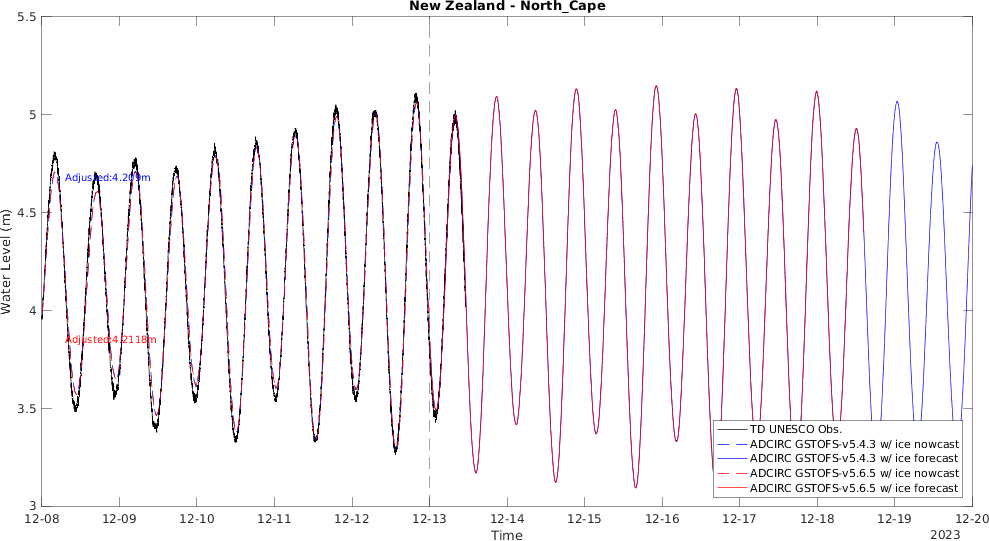 New Zealand - North_Cape
Water Level (m)
5.5
5
4.5
4
3.5
3
Adjusted:4.209m
Adjusted:4.2118m
TD UNESCO Obs.
ADCIRC GSTOFS-v5.4.3 w/ ice nowcast
ADCIRC GSTOFS-v5.4.3 w/ ice forecast
ADCIRC GSTOFS-v5.6.5 w/ ice nowcast
ADCIRC GSTOFS-v5.6.5 w/ ice forecast
12-08 12-09 12-10 12-11 12-12 12-13 12-14 12-15 12-16 12-17 12-18 12-19 12-20
Time
2023